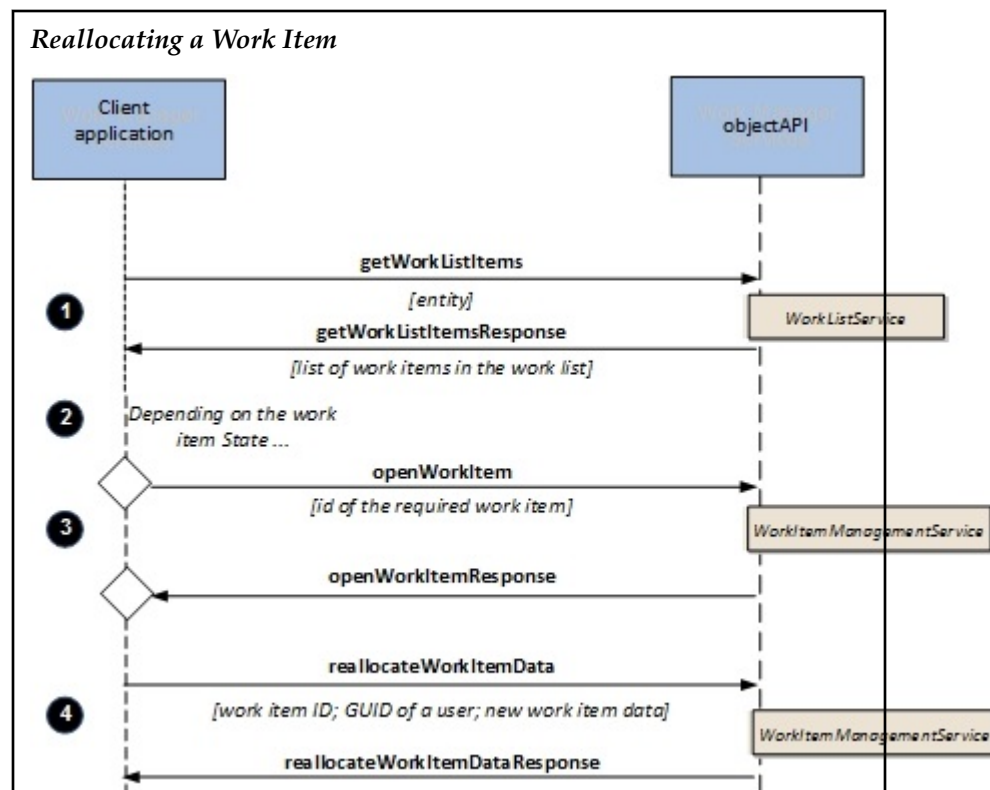 Reallocating a Work Item
Client
application
objectAPI
getWorkListItems
[entity]
1
WorkListService
getWorkListItemsResponse
[list of work items in the work list]
2
Depending on the work
item State ...
openWorkItem
[id of the required work item]
3
WorkItemManagementService
openWorkItemResponse
reallocateWorkItemData
4
[work item ID; GUID of a user; new work item data]
WorkItemManagementService
reallocateWorkItemDataResponse